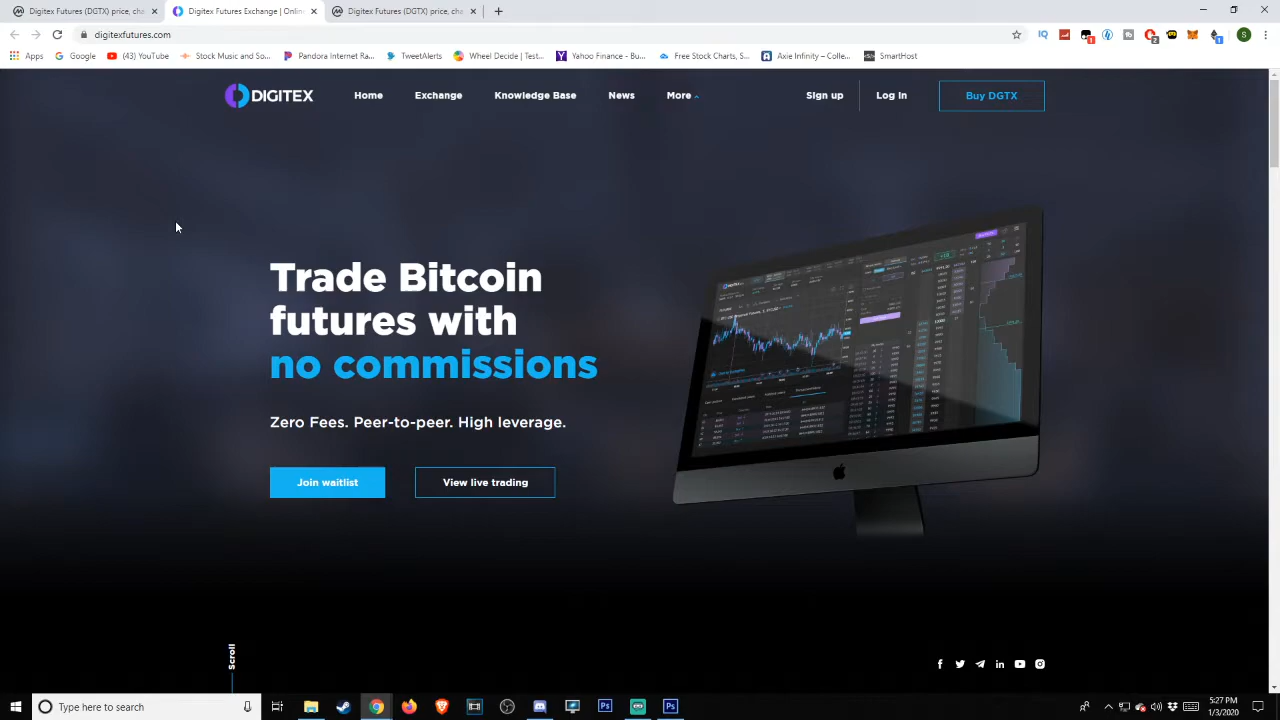 Digitex Futures (DGTX) price, cha
Digitex Futures Exchange | Onlin
Digitex Futures (DGTX) price, cha
digitexfutures.com
Apps
Google
(43) YouTube
Stock Music and So...
Pandora Internet Ra...
TweetAlerts
Wheel Decide | Test...
Yahoo Finance - Bu...
Free Stock Charts, S...
Axie Infinity – Colle...
SmartHost
DIGITEX
Home
Exchange
Knowledge Base
News
More
Sign up
Log In
Buy DGTX
Trade Bitcoin
futures with
no commissions
Zero Fees. Peer-to-peer. High leverage.
Join waitlist
View live trading
Scroll
Type here to search
5:27 PM
1/3/2020